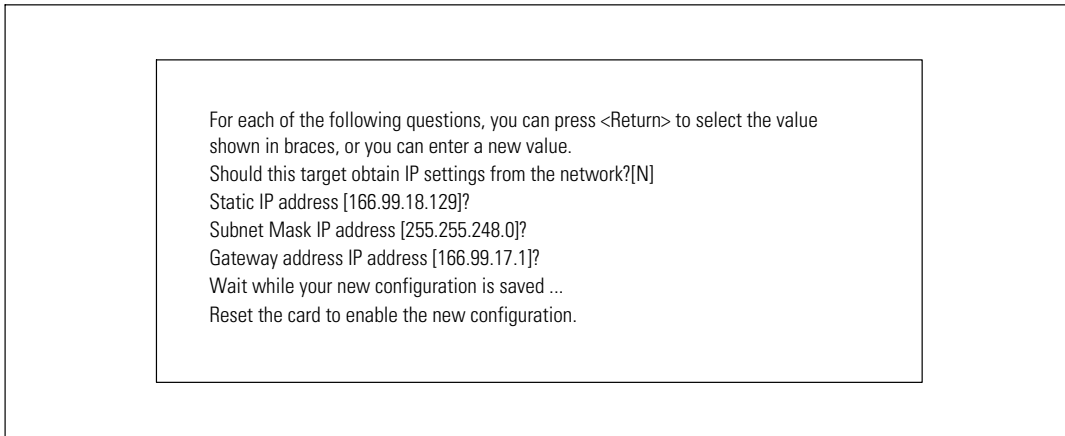 For each of the following questions, you can press <Return> to select the value
shown in braces, or you can enter a new value.
Should this target obtain IP settings from the network?[N]
Static IP address [166.99.18.129]?
Subnet Mask IP address [255.255.248.0]?
Gateway address IP address [166.99.17.1]?
Wait while your new configuration is saved ...
Reset the card to enable the new configuration.